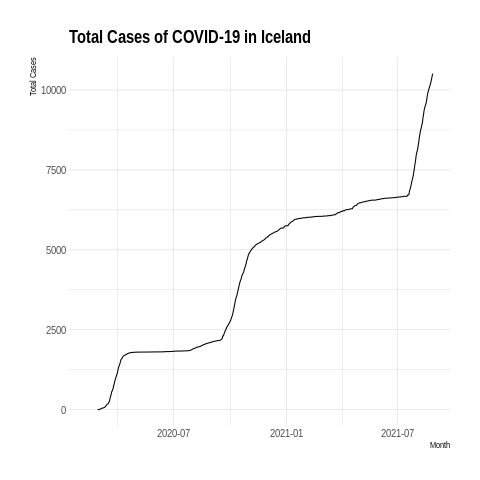 Total Cases of COVID-19 in Iceland
Total Cases
10000
7500
5000
2500
0
2020-07 2021-01 2021-07
Month